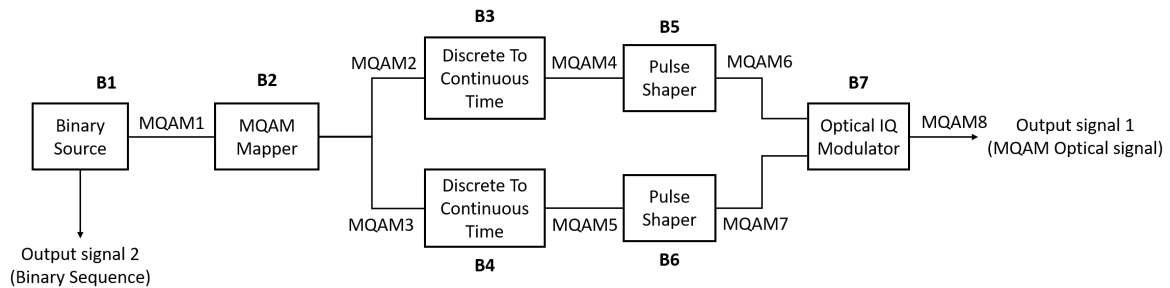 B1
Binary
Source
MQAM1
B2
MQAM
Mapper
MQAM2
B3
Discrete To
Continuous
Time
MQAM4
B5
Pulse
Shaper
MQAM6
MQAM3
Discrete To
Continuous
Time
B4
MQAM5
Pulse
Shaper
B6
MQAM7
B7
Optical IQ
Modulator
MQAM8
Output signal 1
(MQAM Optical signal)
Output signal 2
(Binary Sequence)